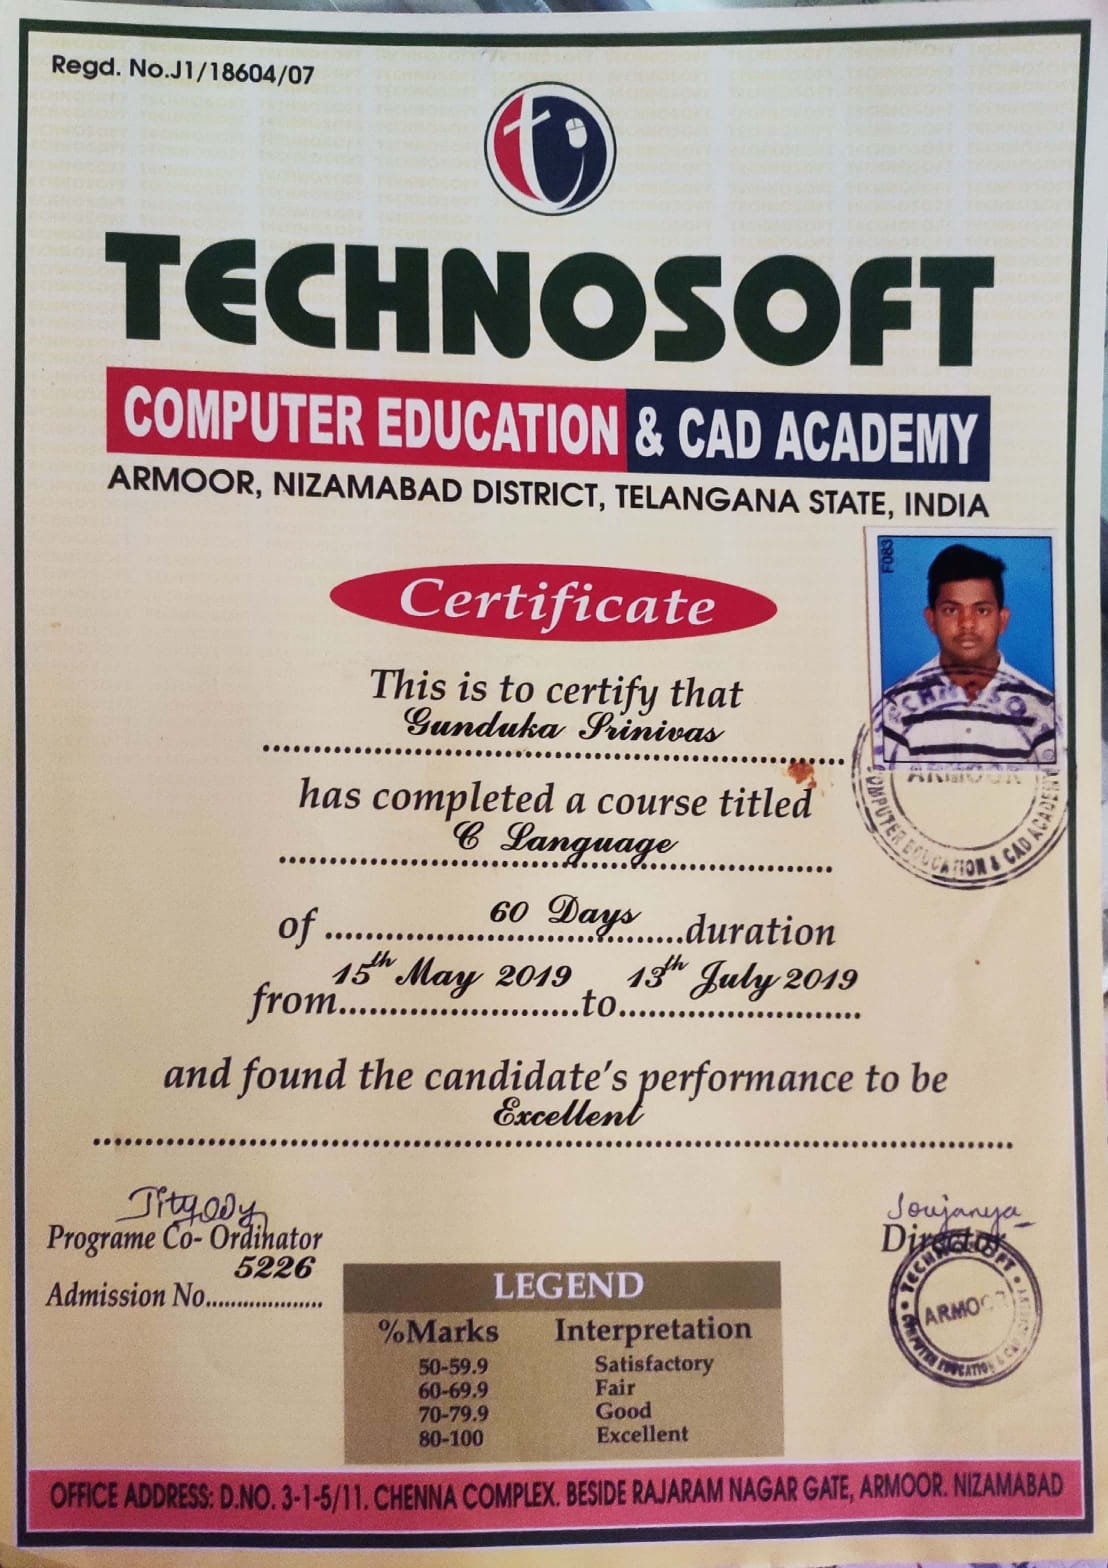 Regd. No.J1/18604/07
TECHNOSOFT
COMPUTER EDUCATION & CAD ACADEMY
ARMOOR, NIZAMABAD DISTRICT, TELANGANA STATE, INDIA
F083
Certificate
This is to certify that
Gunduka Srinivas
has completed a course titled
C Language
TECHNOSOFT
ARMOOR
COMPUTER EDUCATION & CAD ACADEMY
of 60 Days duration
from 15th May 2019 to 13th July 2019
and found the candidate's performance to be
Excellent
Soujanya
Programe Co- Ordinator
Director
Admission No. 5226
TECHNOSOFT
ARMOOR
COMPUTER EDUCATION & CAD ACADEMY
LEGEND
%Marks Interpretation
50-59.9 Satisfactory
60-69.9 Fair
70-79.9 Good
80-100 Excellent
OFFICE ADDRESS: D.NO. 3-1-5/11. CHENNA COMPLEX. BESIDE RAJARAM NAGAR GATE, ARMOOR. NIZAMABAD